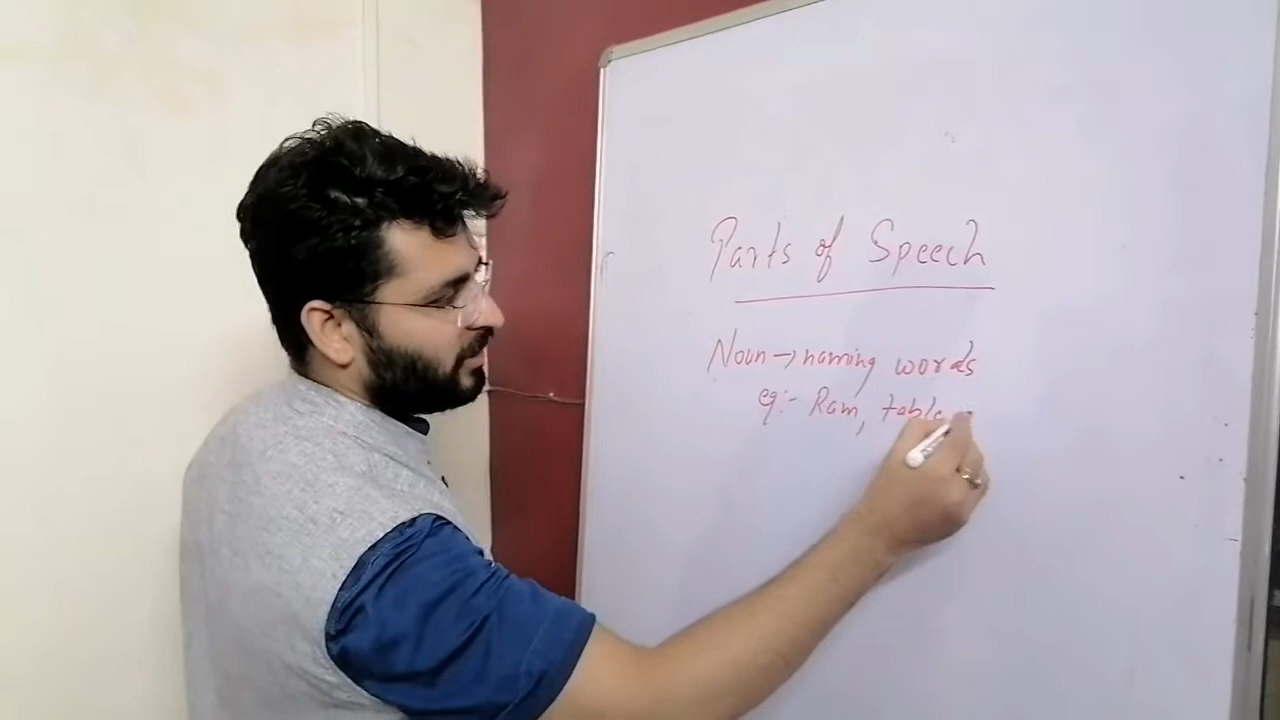 Parts of Speech
Noun → naming words
eg:- Ram, table